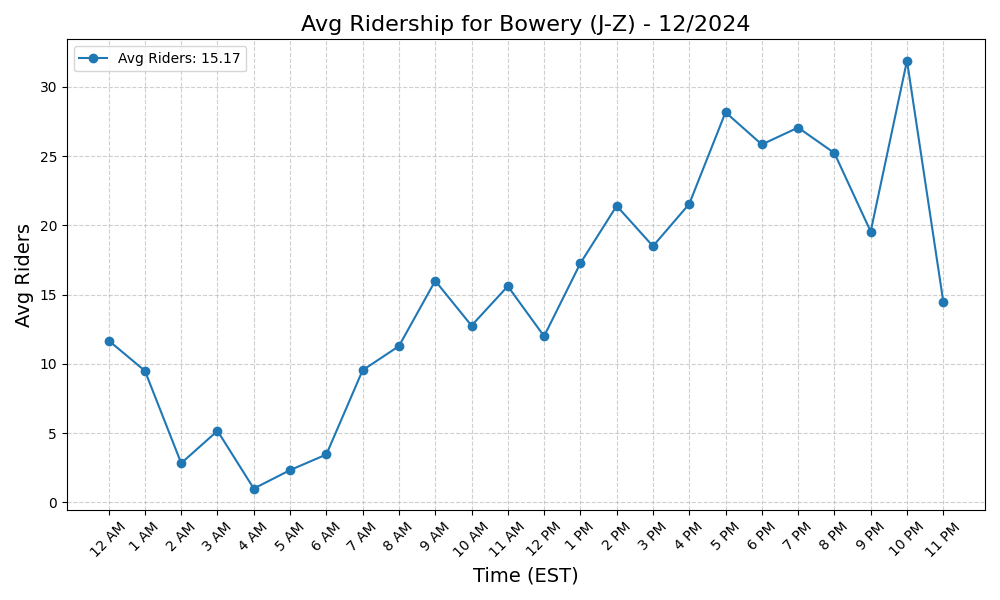 Avg Ridership for Bowery (J-Z) - 12/2024
Avg Riders: 15.17
Avg Riders
30
25
20
15
10
5
0
12 AM
1 AM
2 AM
3 AM
4 AM
5 AM
6 AM
7 AM
8 AM
9 AM
10 AM
11 AM
12 PM
1 PM
2 PM
3 PM
4 PM
5 PM
6 PM
7 PM
8 PM
9 PM
10 PM
11 PM
Time (EST)